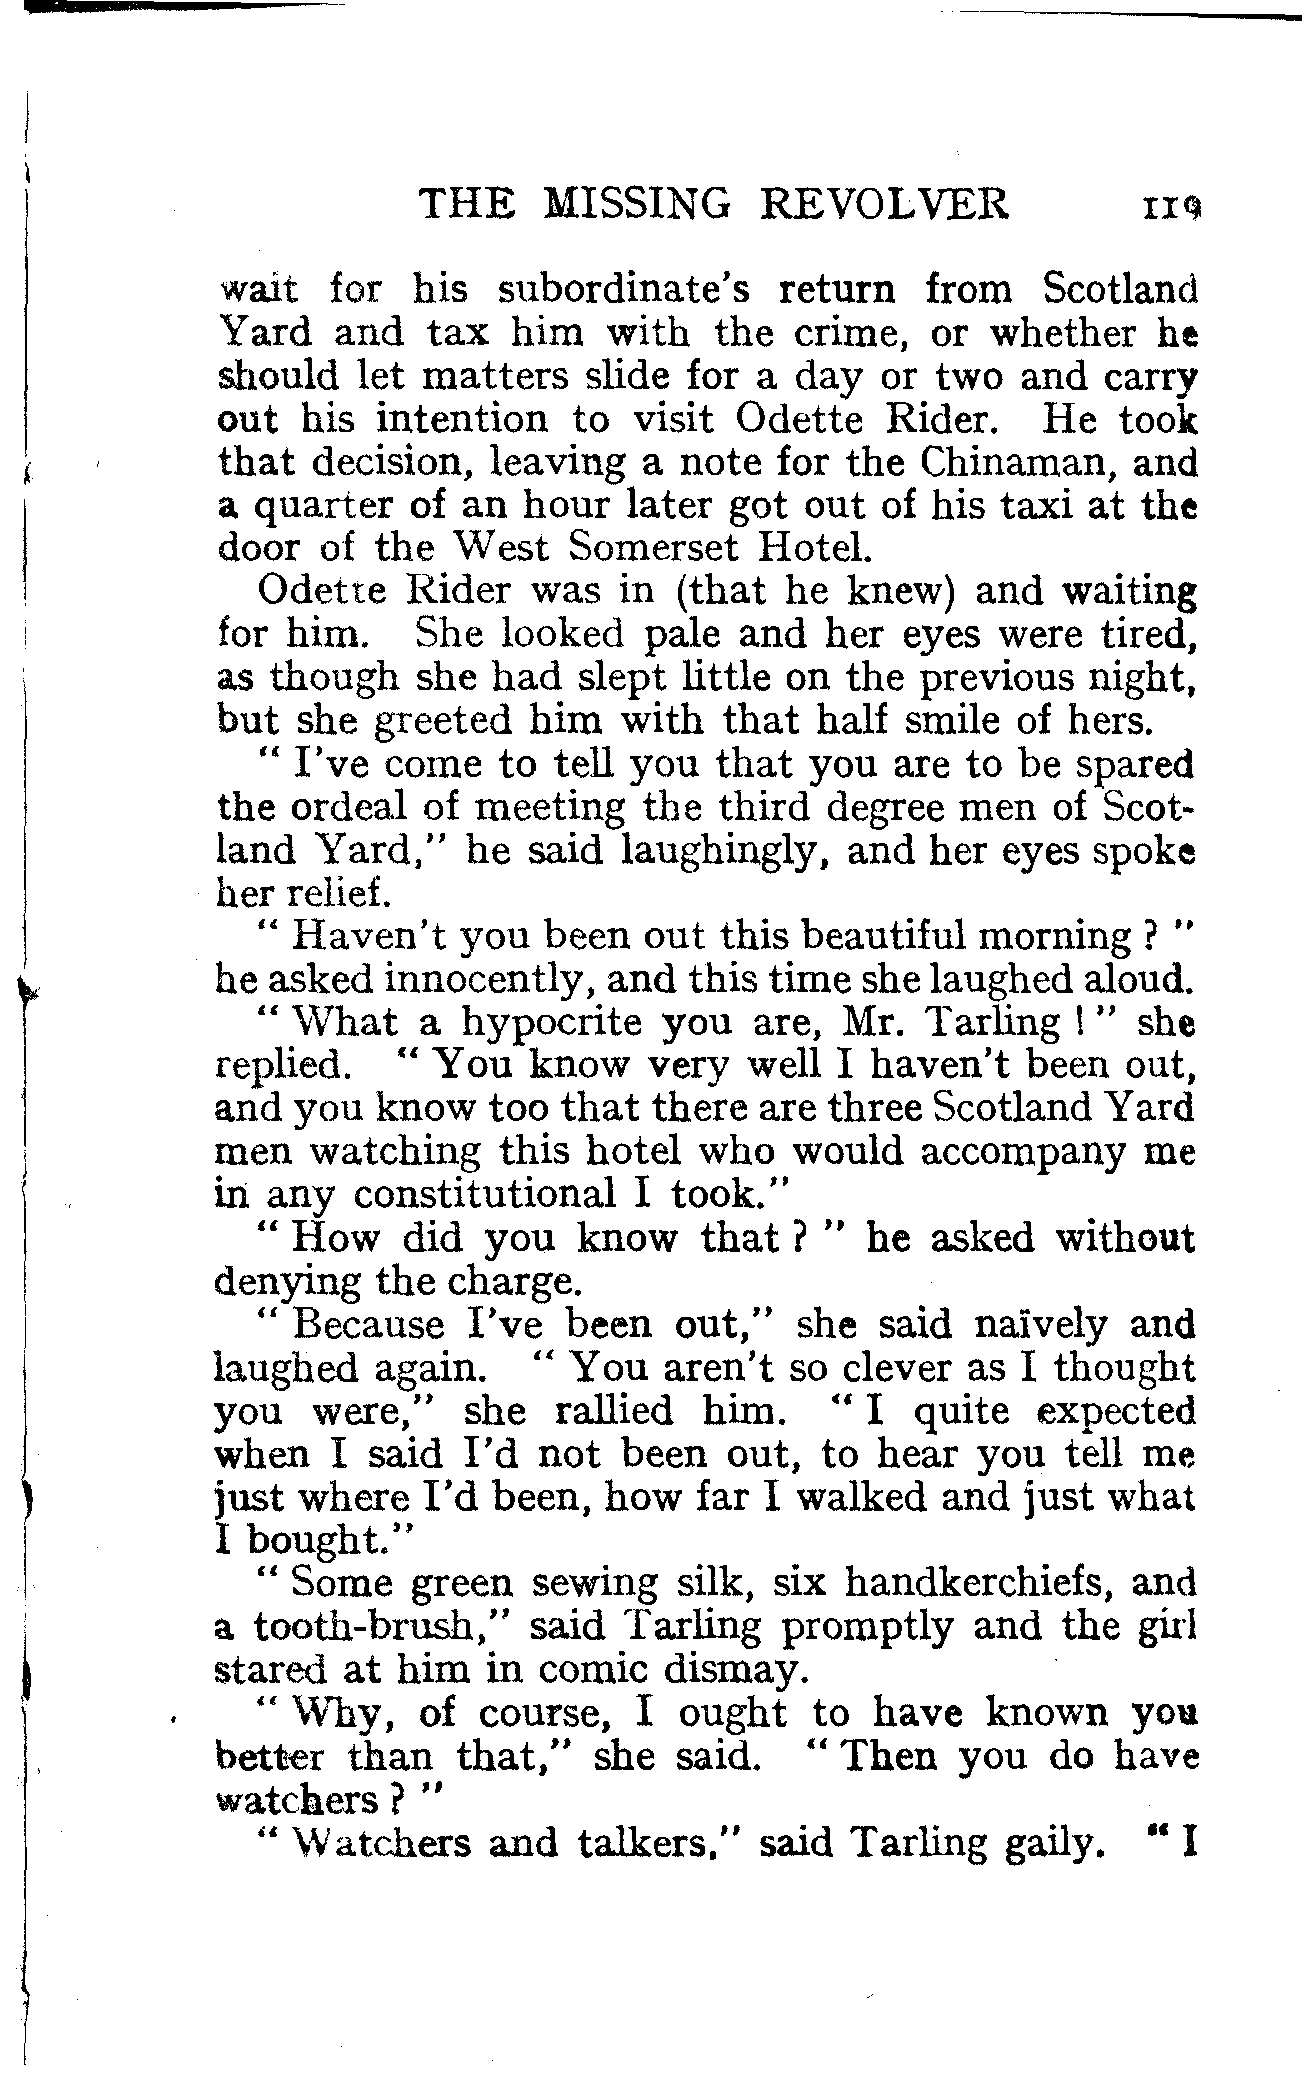 THE MISSING REVOLVER 119
wait for his subordinate's return from Scotland
Yard and tax him with the crime, or whether he
should let matters slide for a day or two and carry
out his intention to visit Odette Rider. He took
that decision, leaving a note for the Chinaman, and
a quarter of an hour later got out of his taxi at the
door of the West Somerset Hotel.
Odette Rider was in (that he knew) and waiting
for him. She looked pale and her eyes were tired,
as though she had slept little on the previous night,
but she greeted him with that half smile of hers.
" I've come to tell you that you are to be spared
the ordeal of meeting the third degree men of Scot-
land Yard," he said laughingly, and her eyes spoke
her relief.
" Haven't you been out this beautiful morning ? "
he asked innocently, and this time she laughed aloud.
" What a hypocrite you are, Mr. Tarling ! " she
replied. " You know very well I haven't been out,
and you know too that there are three Scotland Yard
men watching this hotel who would accompany me
in any constitutional I took."
" How did you know that ? " he asked without
denying the charge.
" Because I've been out," she said naïvely and
laughed again. " You aren't so clever as I thought
you were," she rallied him. " I quite expected
when I said I'd not been out, to hear you tell me
just where I'd been, how far I walked and just what
I bought."
" Some green sewing silk, six handkerchiefs, and
a tooth-brush," said Tarling promptly and the girl
stared at him in comic dismay.
" Why, of course, I ought to have known you
better than that," she said. " Then you do have
watchers ? "
" Watchers and talkers," said Tarling gaily. " I